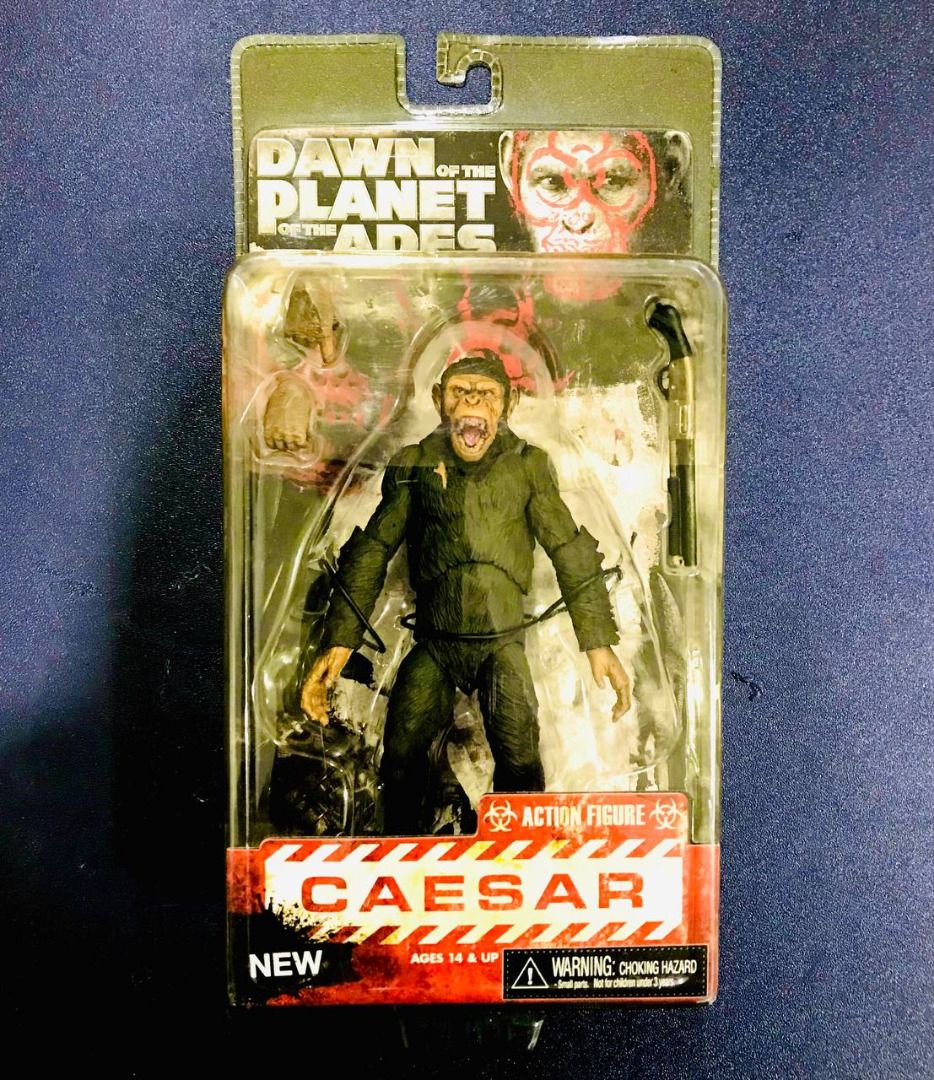 DAWN OF THE
PLANET
OF THE APES
ACTION FIGURE
CAESAR
NEW
AGES 14 & UP
WARNING: CHOKING HAZARD
- Small parts. Not for children under 3 years.